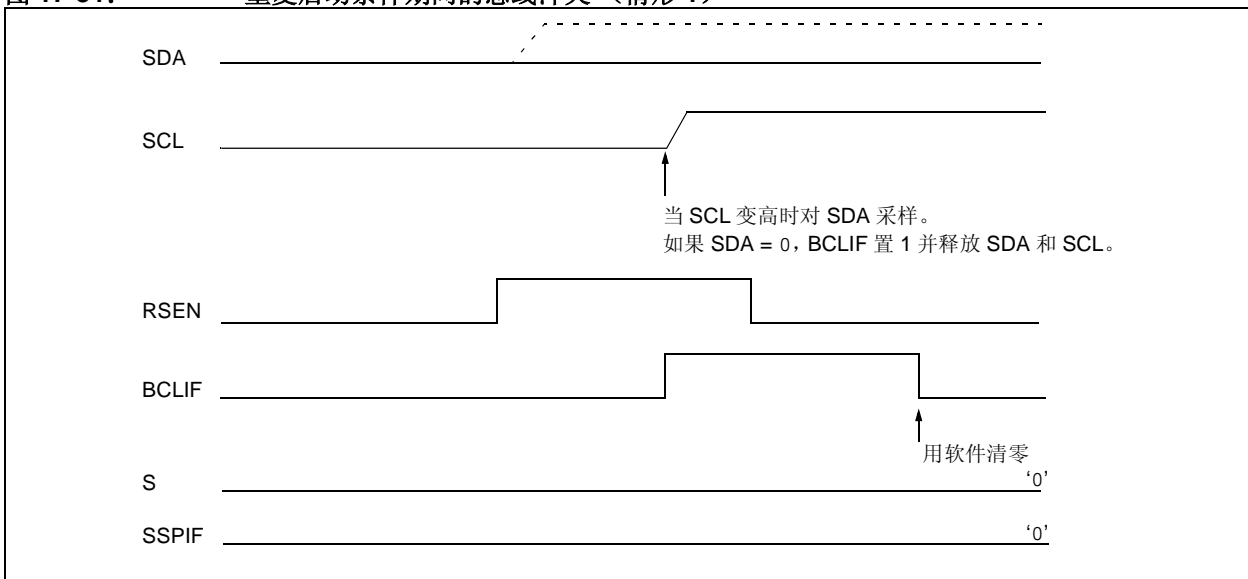 SDA
SCL
当 SCL 变高时对 SDA 采样。
如果 SDA = 0，BCLIF 置 1 并释放 SDA 和 SCL。
RSEN
BCLIF
用软件清零
S
‘0’
SSPIF
‘0’